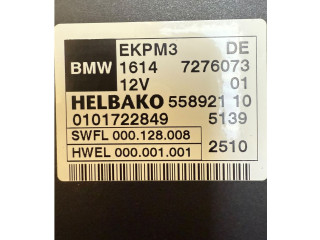 EKPM3 DE
BMW 1614 7276073
12V 01
HELBAKO 558921 10
0101722849 5139
SWFL 000.128.008
HWEL 000.001.001 2510